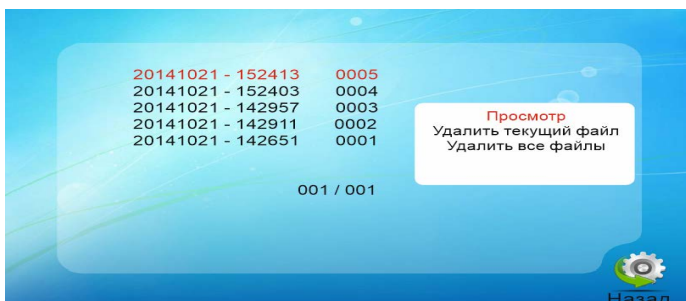 20141021 - 152413 0005
20141021 - 152403 0004
20141021 - 142957 0003
20141021 - 142911 0002
20141021 - 142651 0001
Просмотр
Удалить текущий файл
Удалить все файлы
001 / 001
Назад